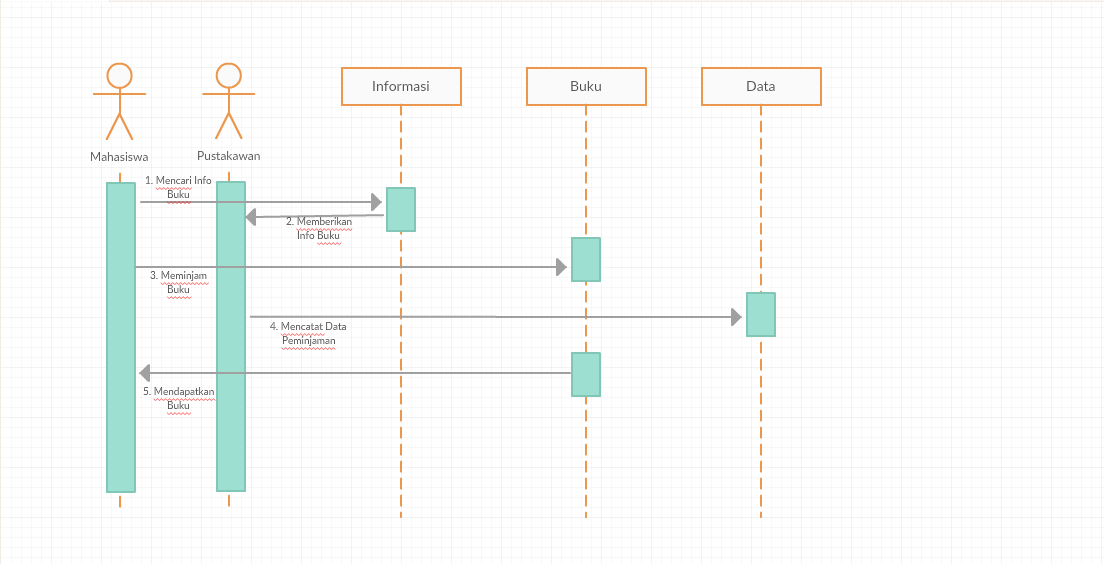 Informasi
Buku
Data
Mahasiswa
Pustakawan
1. Mencari Info
Buku
2. Memberikan
Info Buku
3. Meminjam
Buku
4. Mencatat Data
Peminjaman
5. Mendapatkan
Buku